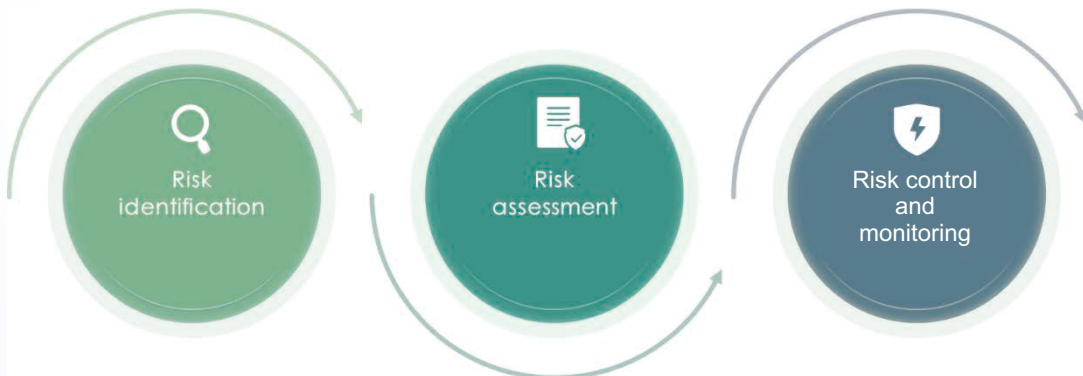 Risk
identification
Risk
assessment
Risk control
and
monitoring